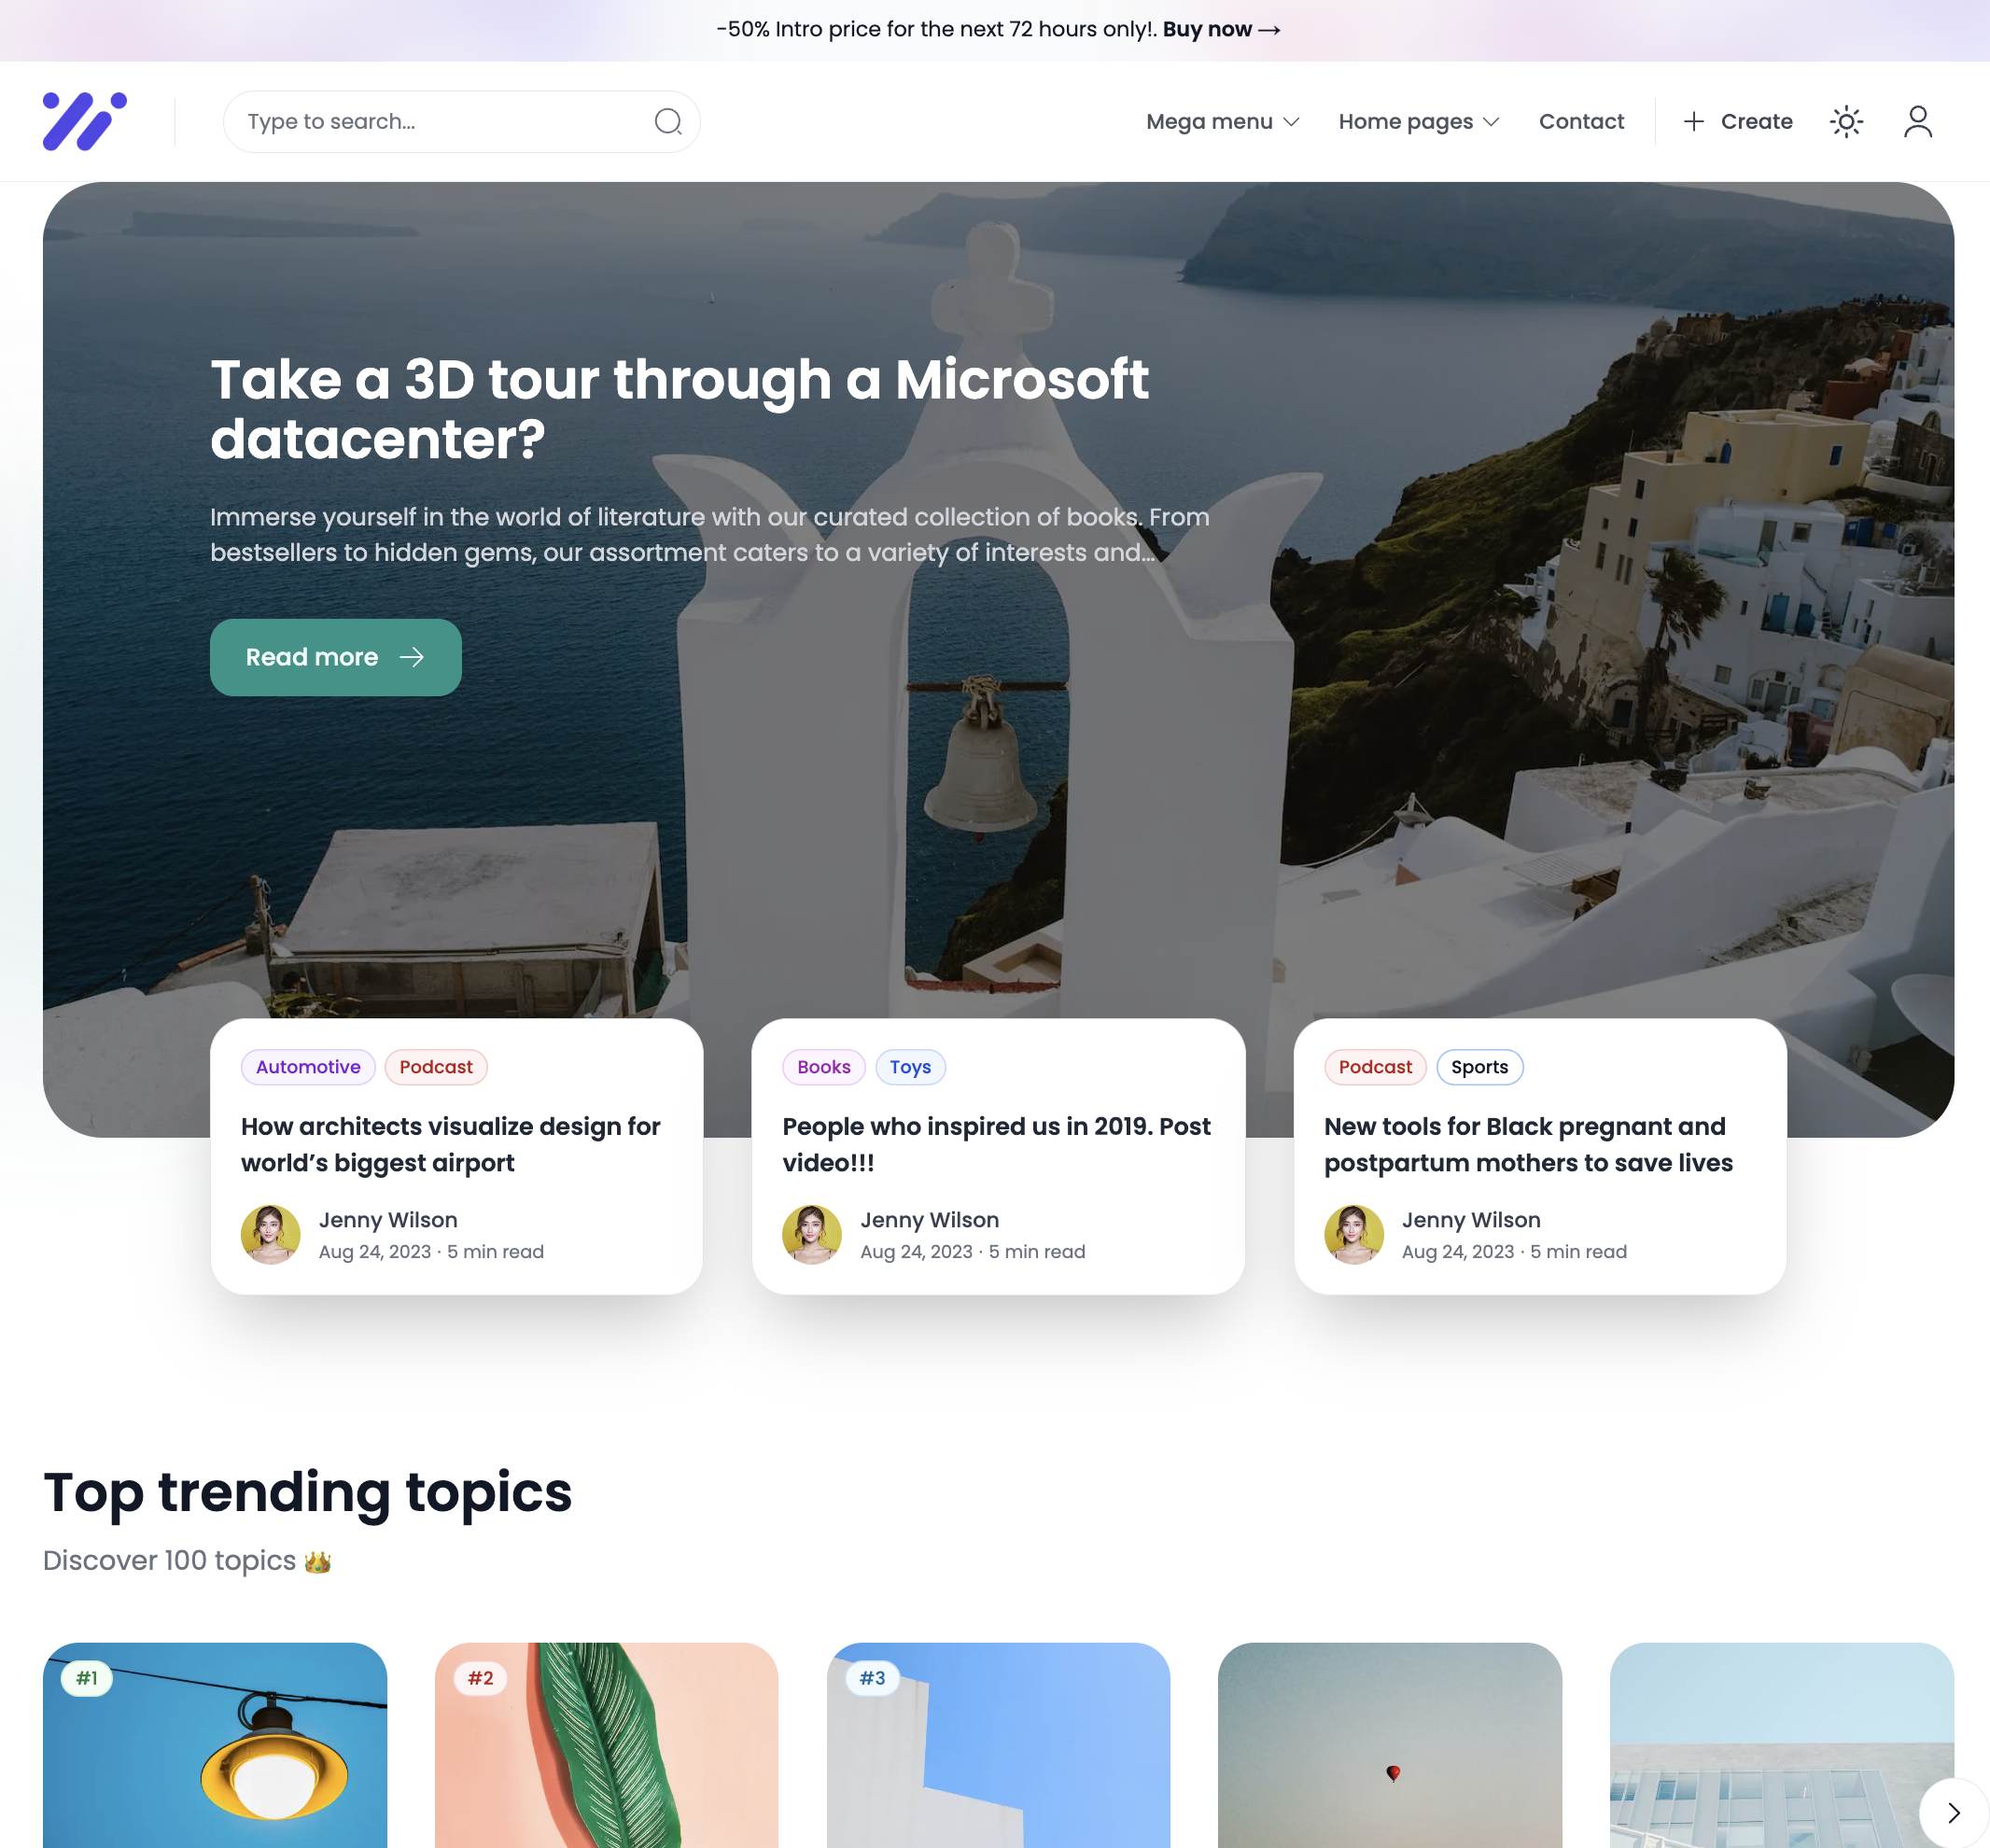 -50% Intro price for the next 72 hours only!. Buy now →
Type to search...
Mega menu
Home pages
Contact
Create
Take a 3D tour through a Microsoft
datacenter?
Immerse yourself in the world of literature with our curated collection of books. From
bestsellers to hidden gems, our assortment caters to a variety of interests and...
Read more →
Automotive
Podcast
How architects visualize design for
world’s biggest airport
Jenny Wilson
Aug 24, 2023 · 5 min read
Books
Toys
People who inspired us in 2019. Post
video!!!
Jenny Wilson
Aug 24, 2023 · 5 min read
Podcast
Sports
New tools for Black pregnant and
postpartum mothers to save lives
Jenny Wilson
Aug 24, 2023 · 5 min read
Top trending topics
Discover 100 topics 👑
#1
#2
#3